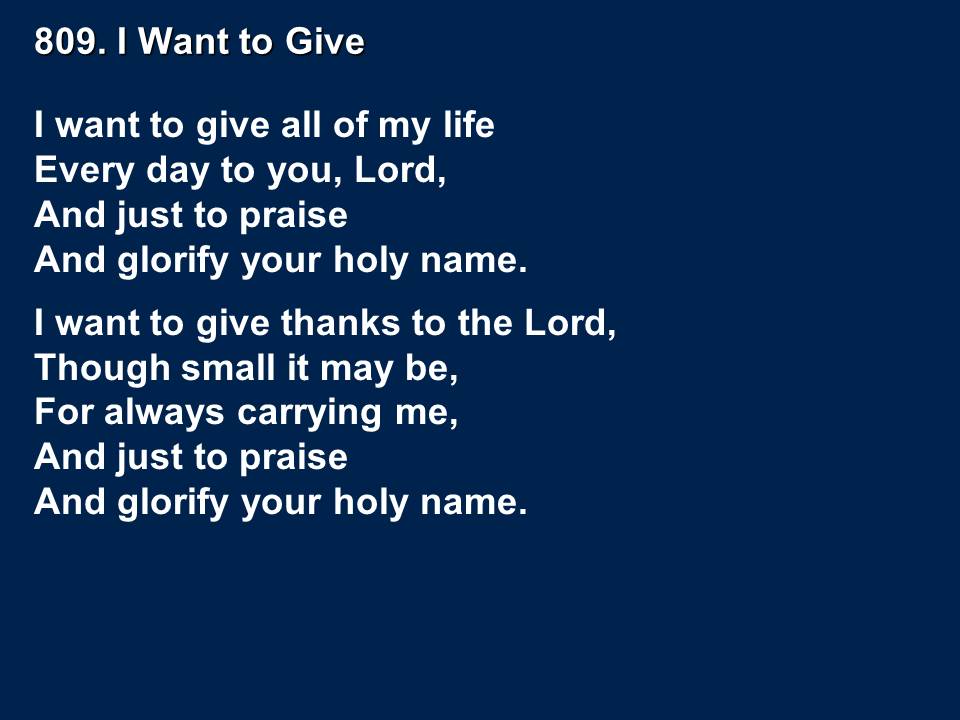 809. I Want to Give
I want to give all of my life
Every day to you, Lord,
And just to praise
And glorify your holy name.
I want to give thanks to the Lord,
Though small it may be,
For always carrying me,
And just to praise
And glorify your holy name.